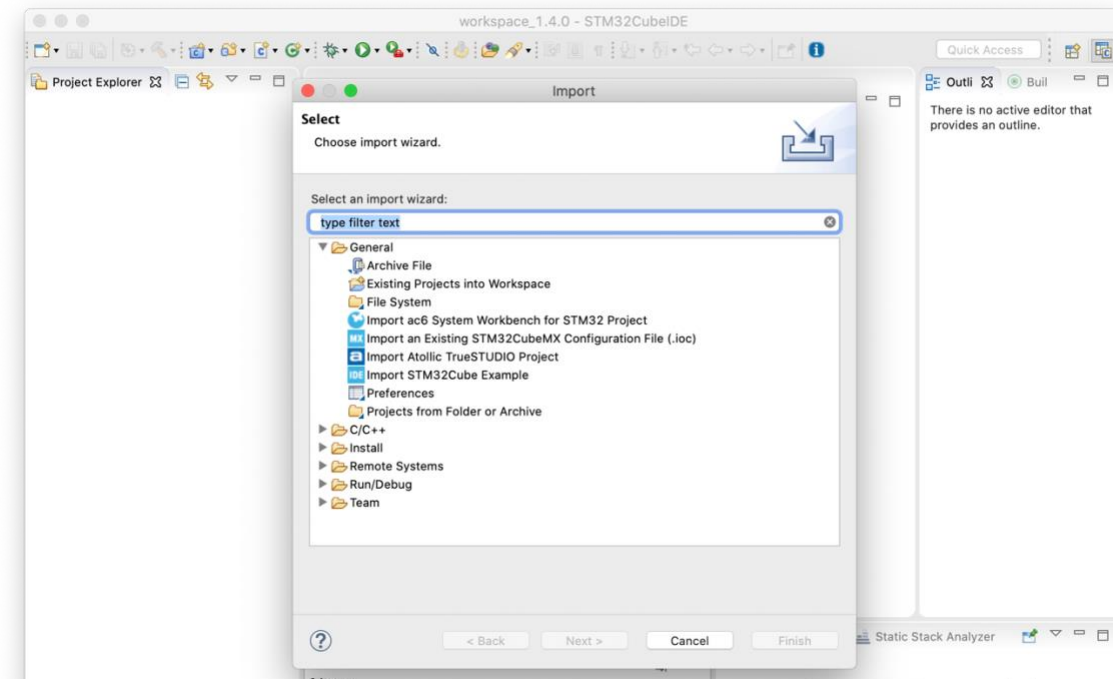 workspace_1.4.0 - STM32CubeIDE
Quick Access
Project Explorer
Import
Outli
Buil
Select
Choose import wizard.
There is no active editor that
provides an outline.
Select an import wizard:
type filter text
General
Archive File
Existing Projects into Workspace
File System
Import ac6 System Workbench for STM32 Project
MX Import an Existing STM32CubeMX Configuration File (.ioc)
a Import Atollic TrueSTUDIO Project
IDE Import STM32Cube Example
Preferences
Projects from Folder or Archive
C/C++
Install
Remote Systems
Run/Debug
Team
? < Back Next > Cancel Finish
Static Stack Analyzer